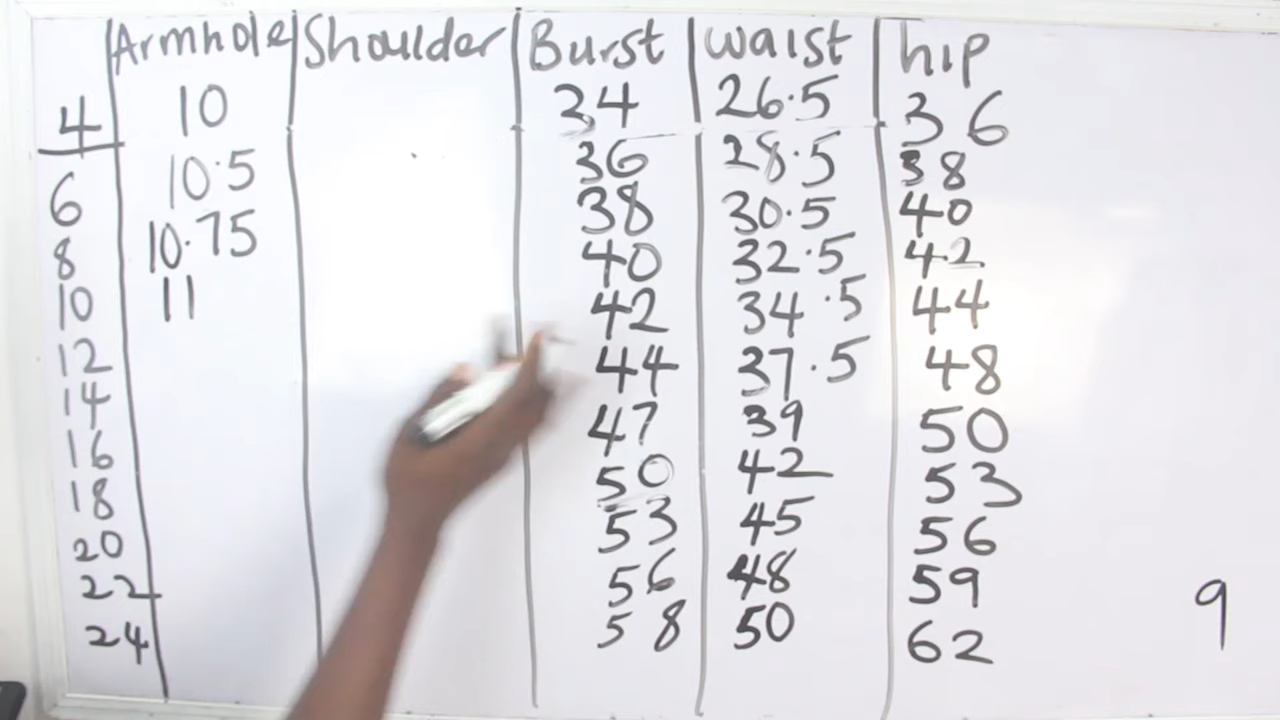 Armhole Shoulder Burst waist hip
4 10 34 26.5 36
6 10.5 36 28.5 38
8 10.75 38 30.5 40
10 11 40 32.5 42
12 42 34.5 44
14 44 37.5 48
16 47 39 50
18 50 42 53
20 53 45 56
22 56 48 59
24 58 50 62
9